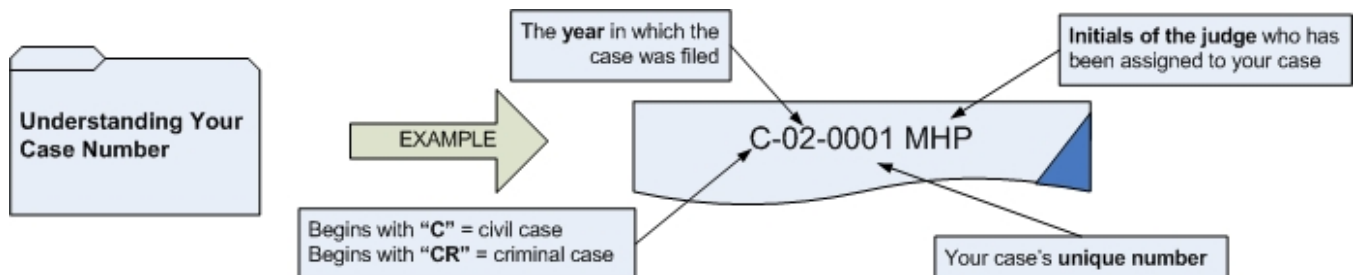 Understanding Your
Case Number
EXAMPLE
The year in which the
case was filed
Initials of the judge who has
been assigned to your case
C-02-0001 MHP
Begins with “C” = civil case
Begins with “CR” = criminal case
Your case's unique number